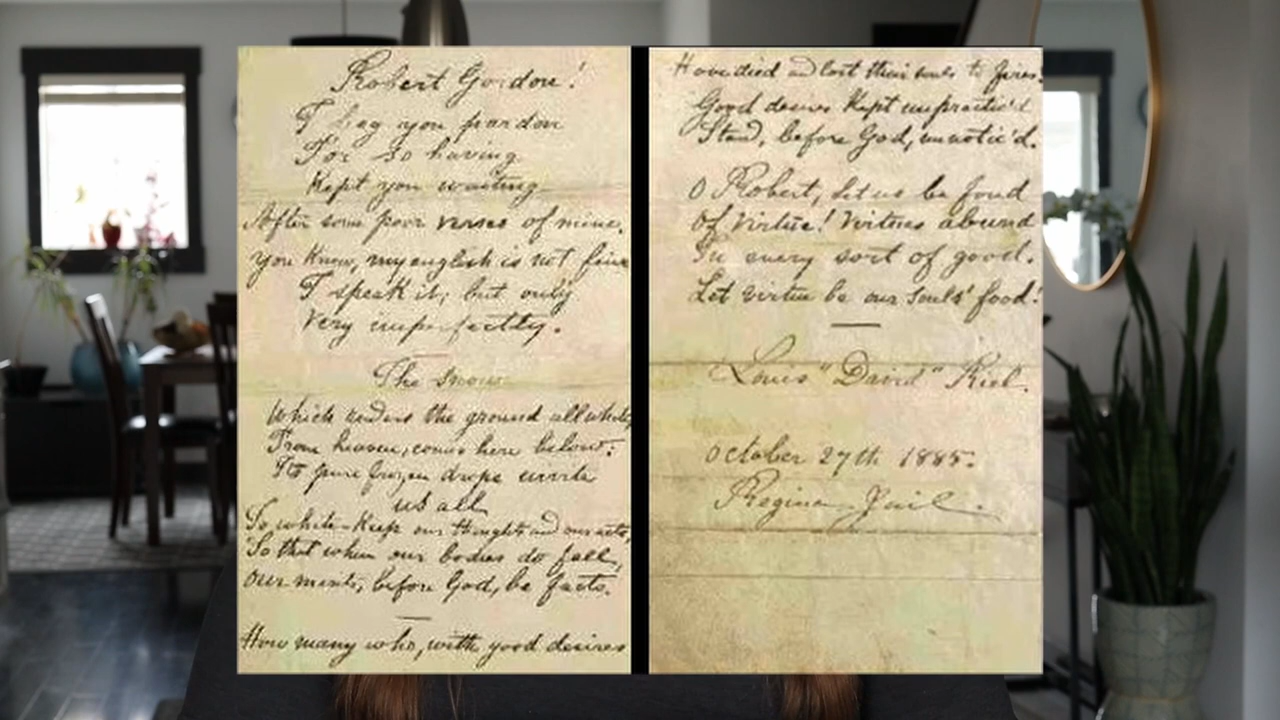 Robert Gordon!
I beg you pardon
For so having
Kept you waiting
After some poor verses of mine.
You know, my english is not fine
I speak it; but only
Very imperfectly.
The snow
Which renders the ground all white
From heaven, comes here below:
Its pure frozen drops invite
us all
To white-Keep our thoughts and our acts,
So that when our bodies do fall,
our merits, before God, be facts.
How many who, with good desires
Have died and lost their souls to fires.
Good desires Kept unpractic'd
Stand, before God, unnotic'd.
O Robert, let us be fond
Of Virtue! Virtues abound
In every sort of good.
Let virtue be our souls' food!
Louis "David" Riel.
October 27th 1885.
Regina Jail.